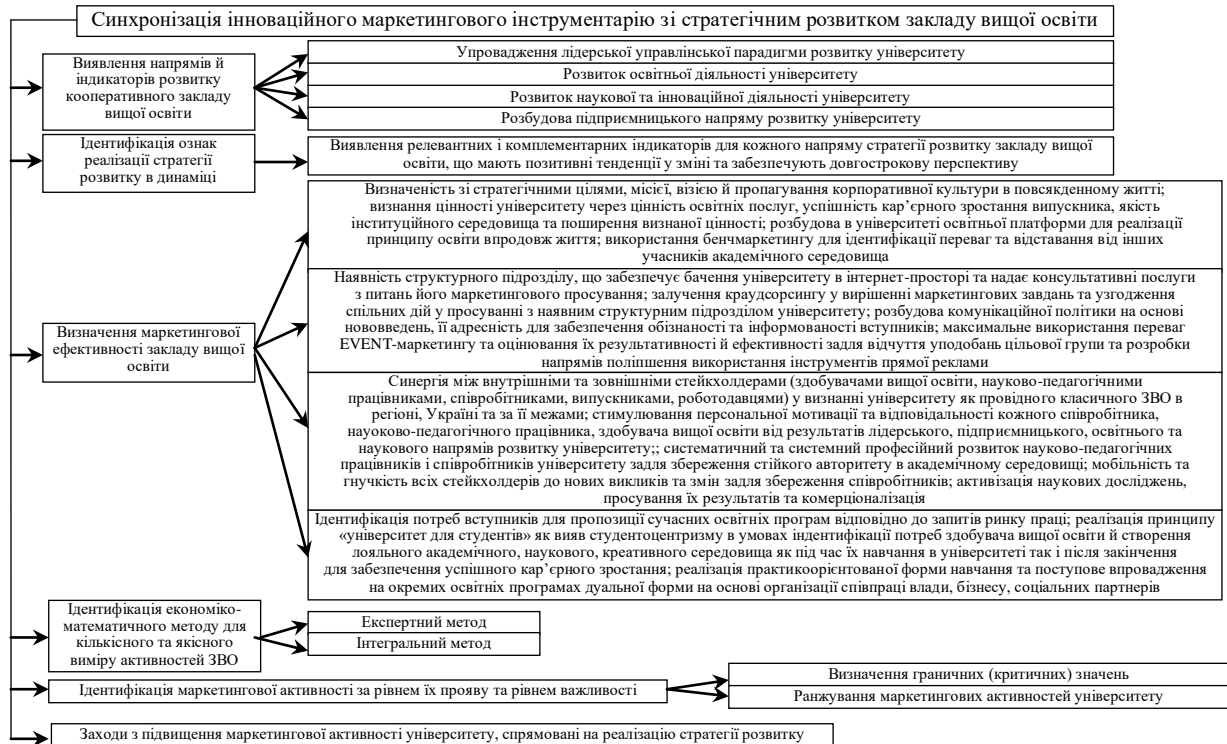 Синхронізація інноваційного маркетингового інструментарію зі стратегічним розвитком закладу вищої освіти
Виявлення напрямів й
індикаторів розвитку
кооперативного закладу
вищої освіти
Упровадження лідерської управлінської парадигми розвитку університету
Розвиток освітньої діяльності університету
Розвиток наукової та інноваційної діяльності університету
Розбудова підприємницького напряму розвитку університету
Ідентифікація ознак
реалізації стратегії
розвитку в динаміці
Виявлення релевантних і комплементарних індикаторів для кожного напряму стратегії розвитку закладу вищої
освіти, що мають позитивні тенденції у зміні та забезпечують довгострокову перспективу
Визначення маркетингової
ефективності закладу вищої
освіти
Визначеність зі стратегічними цілями, місією, візією й пропагування корпоративної культури в повсякденному житті;
визнання цінності університету через цінність освітніх послуг, успішність кар’єрного зростання випускника, якість
інституційного середовища та поширення визнаної цінності; розбудова в університеті освітньої платформи для реалізації
принципу освіти впродовж життя; використання бенчмаркетингу для ідентифікації переваг та відставання від інших
учасників академічного середовища
Наявність структурного підрозділу, що забезпечує бачення університету в інтернет-просторі та надає консультативні послуги
з питань його маркетингового просування; залучення краудсорсингу у вирішенні маркетингових завдань та узгодження
спільних дій у просуванні з наявним структурним підрозділом університету; розбудова комунікаційної політики на основі
нововведень, її адресність для забезпечення обізнаності та інформованості вступників; максимальне використання переваг
EVENT-маркетингу та оцінювання їх результативності й ефективності задля відчуття уподобань цільової групи та розробки
напрямів поліпшення використання інструментів прямої реклами
Синергія між внутрішніми та зовнішніми стейкхолдерами (здобувачами вищої освіти, науково-педагогічними
працівниками, співробітниками, випускниками, роботодавцями) у визнанні університету як провідного класичного ЗВО в
регіоні, Україні та за її межами; стимулювання персональної мотивації та відповідальності кожного співробітника,
науоково-педагогічного працівника, здобувача вищої освіти від результатів лідерського, підприємницького, освітнього та
наукового напрямів розвитку університету;; систематичний та системний професійний розвиток науково-педагогічних
працівників і співробітників університету задля збереження стійкого авторитету в академічному середовищі; мобільність та
гнучкість всіх стейкхолдерів до нових викликів та змін задля збереження співробітників; активізація наукових досліджень,
просування їх результатів та комерціоналізація
Ідентифікація потреб вступників для пропозиції сучасних освітніх програм відповідно до запитів ринку праці; реалізація принципу
«університет для студентів» як вияв студентоцентризму в умовах індентифікації потреб здобувача вищої освіти й створення
лояльного академічного, наукового, креативного середовища як під час їх навчання в університеті так і після закінчення
для забезпечення успішного кар’єрного зростання; реалізація практикоорієнтованої форми навчання та поступове впровадження
на окремих освітніх програмах дуальної форми на основі організації співпраці влади, бізнесу, соціальних партнерів
Ідентифікація економіко-
математичного методу для
кількісного та якісного
виміру активностей ЗВО
Експертний метод
Інтегральний метод
Ідентифікація маркетингової активності за рівнем їх прояву та рівнем важливості
Визначення граничних (критичних) значень
Ранжування маркетингових активностей університету
Заходи з підвищення маркетингової активності університету, спрямовані на реалізацію стратегії розвитку